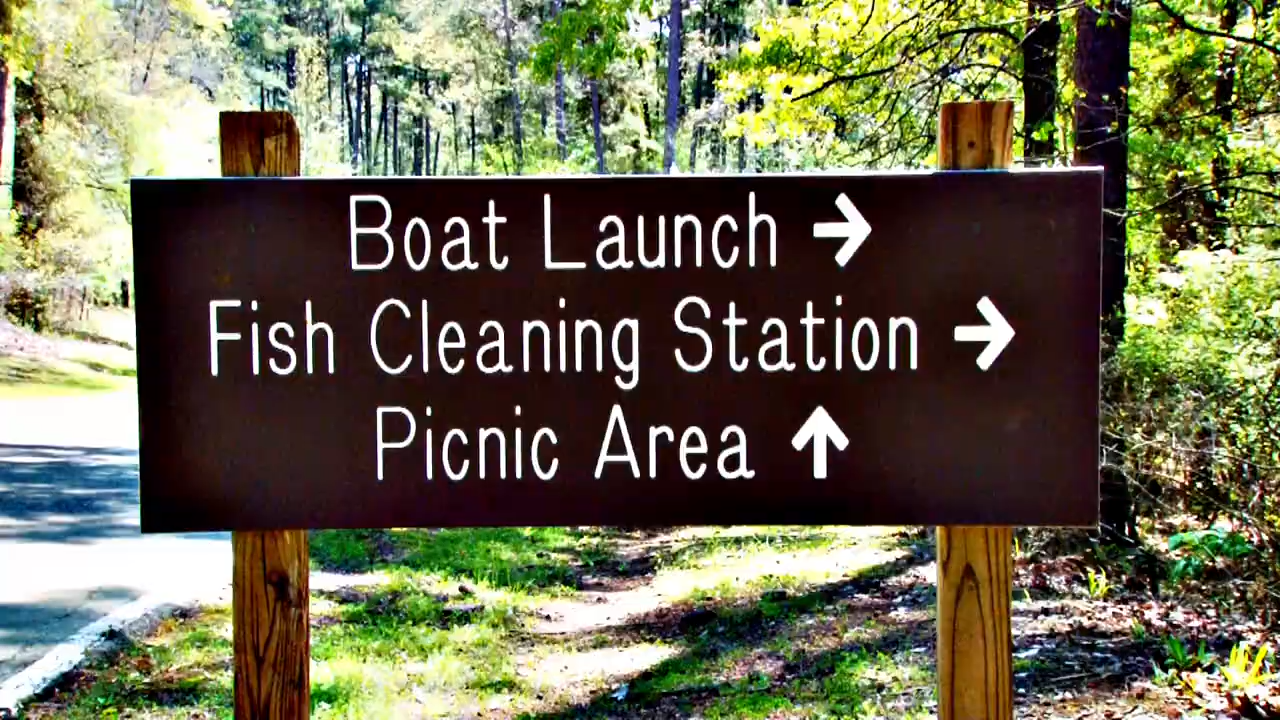 Boat Launch →
Fish Cleaning Station →
Picnic Area ↑